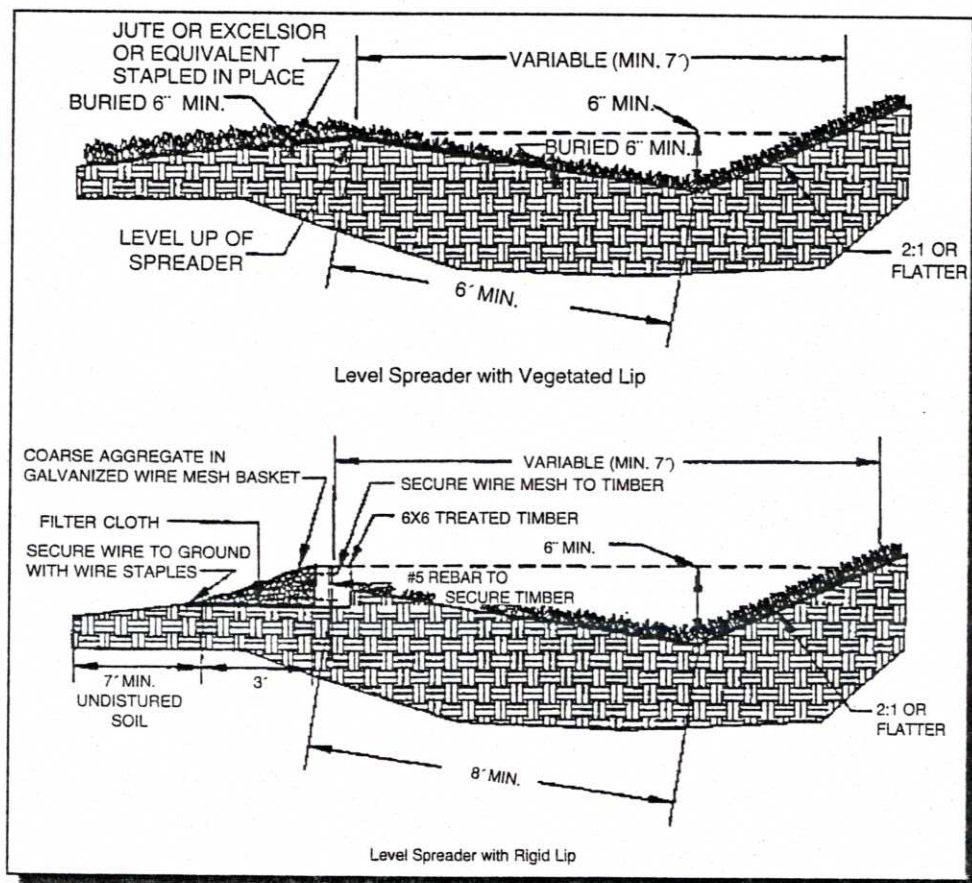 JUTE OR EXCELSIOR
OR EQUIVALENT
STAPLED IN PLACE
BURIED 6¨ MIN.
VARIABLE (MIN. 7´)
6¨ MIN.
BURIED 6¨ MIN.
LEVEL UP OF
SPREADER
2:1 OR
FLATTER
6´ MIN.
Level Spreader with Vegetated Lip
COARSE AGGREGATE IN
GALVANIZED WIRE MESH BASKET
VARIABLE (MIN. 7´)
SECURE WIRE MESH TO TIMBER
FILTER CLOTH
6X6 TREATED TIMBER
SECURE WIRE TO GROUND
WITH WIRE STAPLES
6¨ MIN.
#5 REBAR TO
SECURE TIMBER
7´ MIN.
UNDISTURED
SOIL
3´
2:1 OR
FLATTER
8´ MIN.
Level Spreader with Rigid Lip